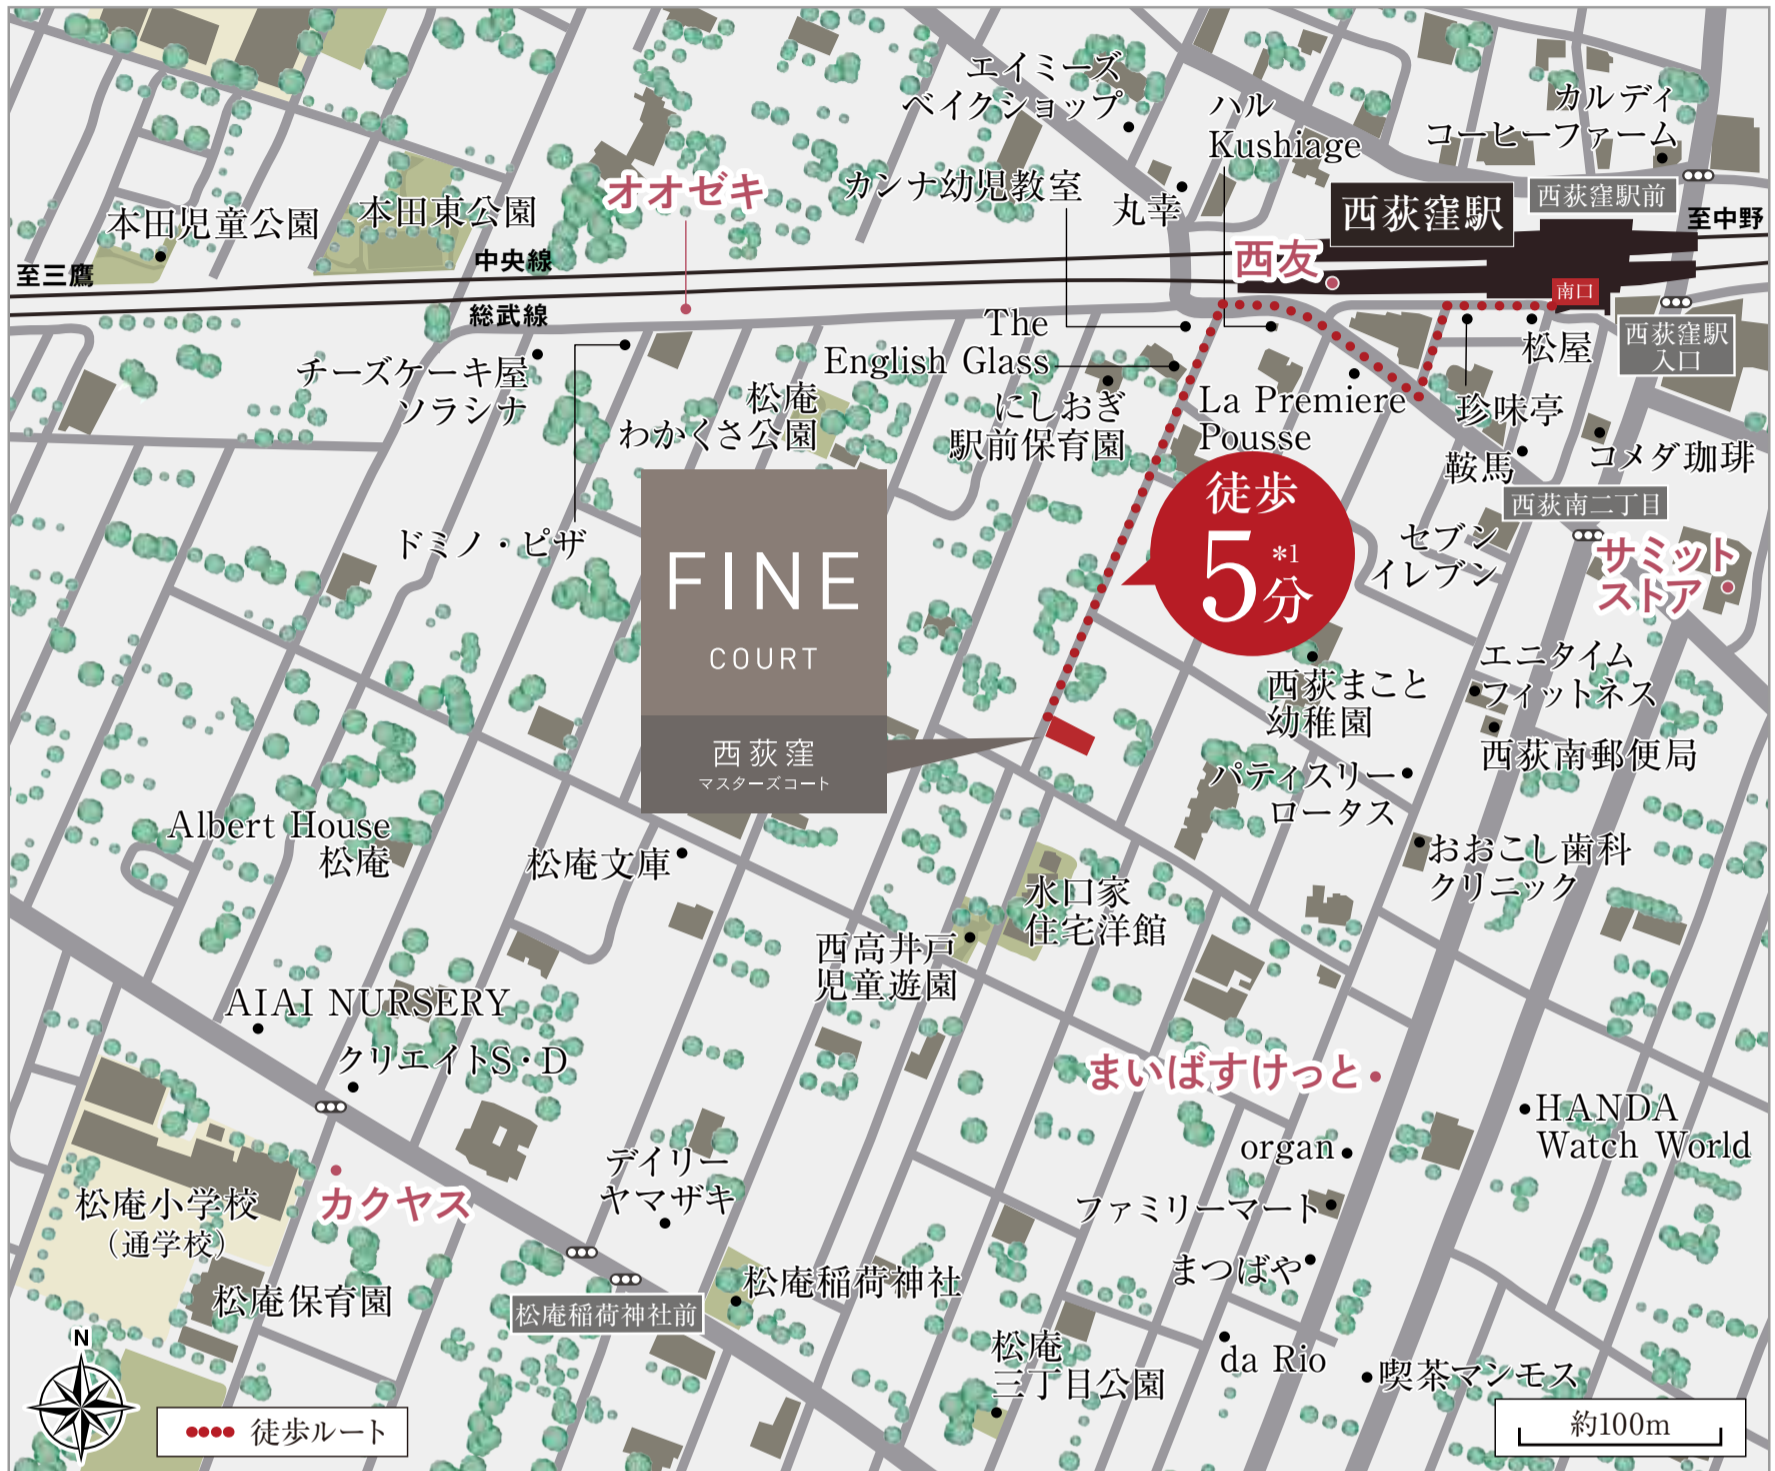 エイミーズ
ベイクショップ
ハル
Kushiage
カルディ
コーヒーファーム
カンナ幼児教室
丸幸
西荻窪駅
西荻窪駅前
至中野
オオゼキ
本田児童公園
本田東公園
西友
至三鷹
中央線
総武線
南口
The
English Glass
松屋
西荻窪駅
入口
チーズケーキ屋
ソラシナ
松庵
わかくさ公園
にしおぎ
駅前保育園
La Premiere
Pousse
珍味亭
鞍馬
コメダ珈琲
西荻南二丁目
徒歩
5分
*1
ドミノ・ピザ
セブン
イレブン
サミット
ストア
FINE
COURT
西荻窪
マスターズコート
エニタイム
フィットネス
西荻まこと
幼稚園
西荻南郵便局
パティスリー
ロータス
Albert House
松庵
松庵文庫
おおこし歯科
クリニック
水口家
住宅洋館
西高井戸
児童遊園
AIAI NURSERY
クリエイトS・D
まいばすけっと
HANDA
Watch World
organ
デイリー
ヤマザキ
松庵小学校
（通学校）
カクヤス
ファミリーマート
まつばや
松庵保育園
松庵稲荷神社
松庵稲荷神社前
松庵
三丁目公園
da Rio
喫茶マンモス
N
徒歩ルート
約100m